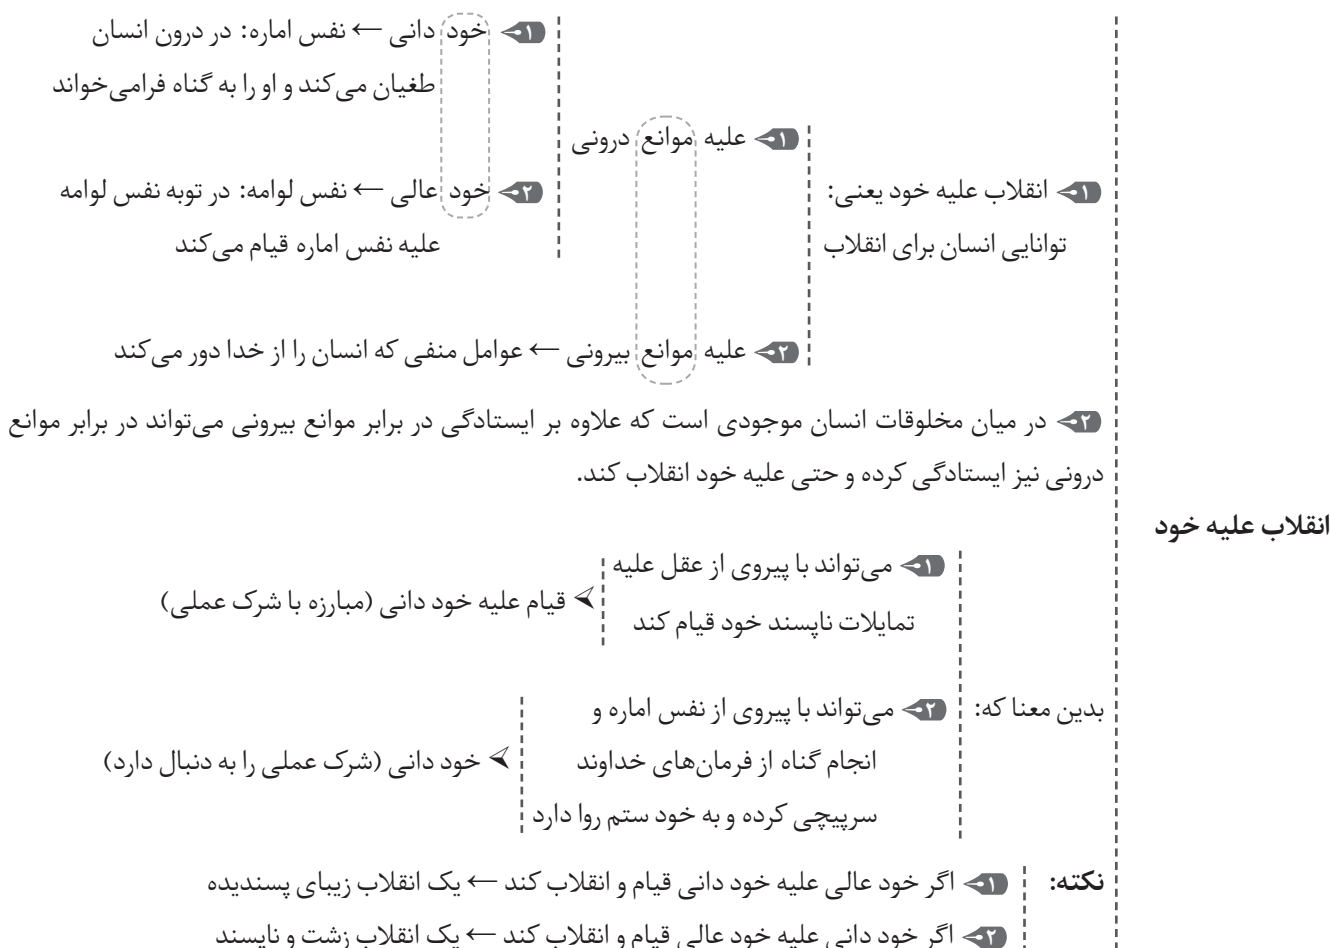 انقلاب علیه خود
۱ انقلاب علیه خود یعنی:
توانایی انسان برای انقلاب
۱ علیه موانع درونی
۱ خود دانی ← نفس اماره: در درون انسان
طغیان می‌کند و او را به گناه فرامی‌خواند
۲ خود عالی ← نفس لوامه: در توبه نفس لوامه
علیه نفس اماره قیام می‌کند
۲ علیه موانع بیرونی ← عوامل منفی که انسان را از خدا دور می‌کند
۲ در میان مخلوقات انسان موجودی است که علاوه بر ایستادگی در برابر موانع بیرونی می‌تواند در برابر موانع
درونی نیز ایستادگی کرده و حتی علیه خود انقلاب کند.
بدین معنا که:
۱ می‌تواند با پیروی از عقل علیه
تمایلات ناپسند خود قیام کند
قیام علیه خود دانی (مبارزه با شرک عملی)
۲ می‌تواند با پیروی از نفس اماره و
انجام گناه از فرمان‌های خداوند
سرپیچی کرده و به خود ستم روا دارد
خود دانی (شرک عملی را به دنبال دارد)
نکته:
۱ اگر خود عالی علیه خود دانی قیام و انقلاب کند ← یک انقلاب زیبای پسندیده
۲ اگر خود دانی علیه خود عالی قیام و انقلاب کند ← یک انقلاب زشت و ناپسند